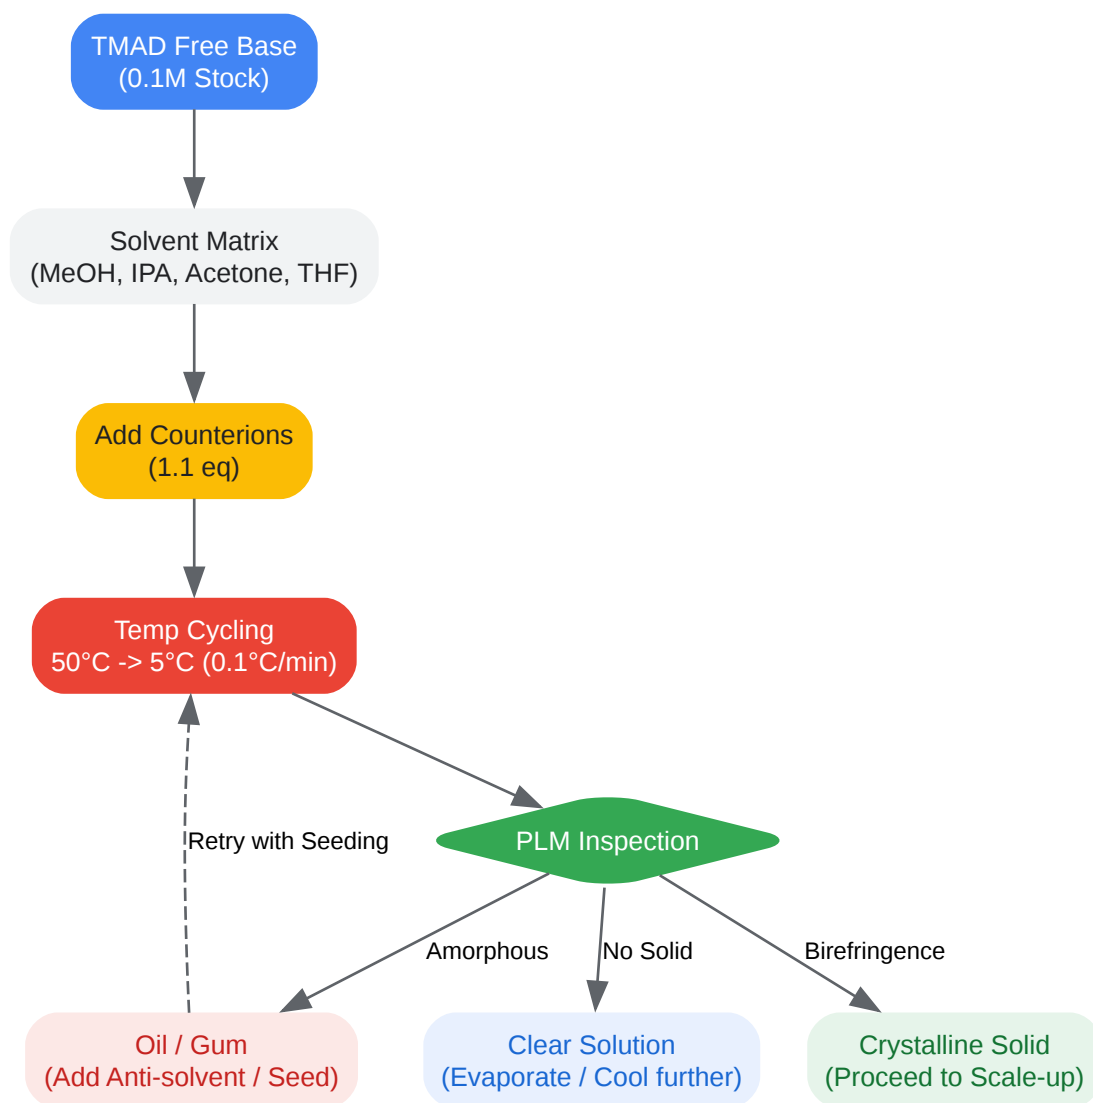 TMAD Free Base
(0.1M Stock)
Solvent Matrix
(MeOH, IPA, Acetone, THF)
Add Counterions
(1.1 eq)
Temp Cycling
50°C -> 5°C (0.1°C/min)
Retry with Seeding
PLM Inspection
Amorphous
No Solid
Birefringence
Oil / Gum
(Add Anti-solvent / Seed)
Clear Solution
(Evaporate / Cool further)
Crystalline Solid
(Proceed to Scale-up)